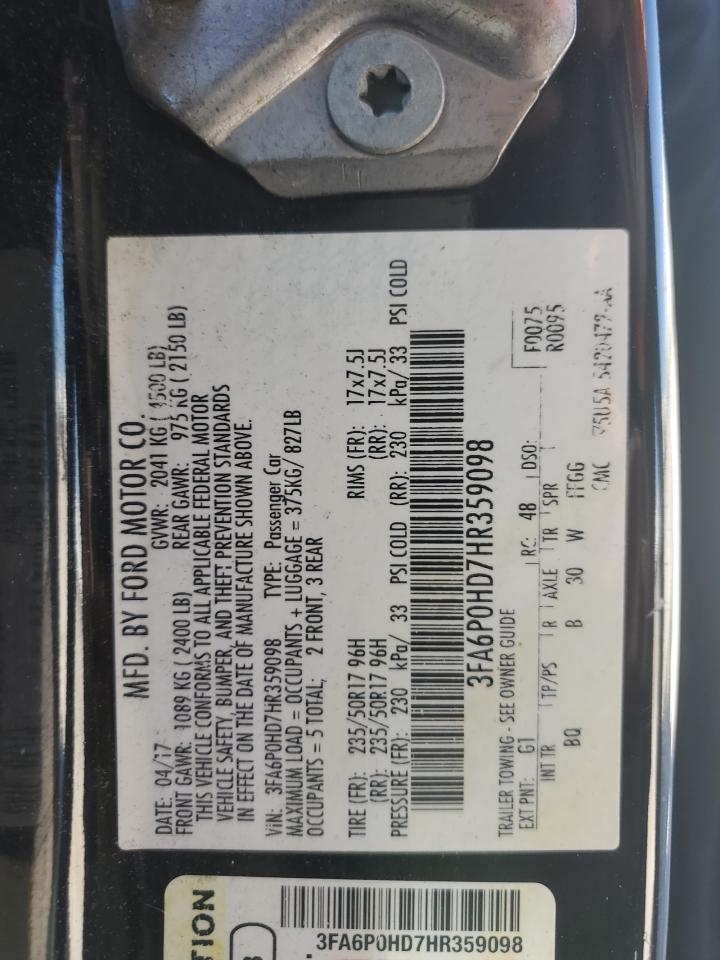 MFD. BY FORD MOTOR CO.
DATE: 04/17 GVWR: 2041 KG ( 4500 LB)
FRONT GAWR: 1089 KG ( 2400 LB) REAR GAWR: 975 KG ( 2150 LB)
THIS VEHICLE CONFORMS TO ALL APPLICABLE FEDERAL MOTOR
VEHICLE SAFETY, BUMPER, AND THEFT PREVENTION STANDARDS
IN EFFECT ON THE DATE OF MANUFACTURE SHOWN ABOVE.
VIN: 3FA6P0HD7HR359098 TYPE: Passenger Car
MAXIMUM LOAD = OCCUPANTS + LUGGAGE = 375KG/ 827LB
OCCUPANTS = 5 TOTAL; 2 FRONT, 3 REAR
TIRE (FR): 235/50R17 96H RIMS (FR): 17x7.5J
(RR): 235/50R17 96H (RR): 17x7.5J
PRESSURE (FR): 230 kPa/ 33 PSI COLD (RR): 230 kPa/ 33 PSI COLD
3FA6P0HD7HR359098
TRAILER TOWING - SEE OWNER GUIDE F0075
EXT PNT: G1 RC: 48 DSO: R0095
INT TR TP/PS R AXLE TR SPR
BQ B 30 W FFGG
3FA6P0HD7HR359098